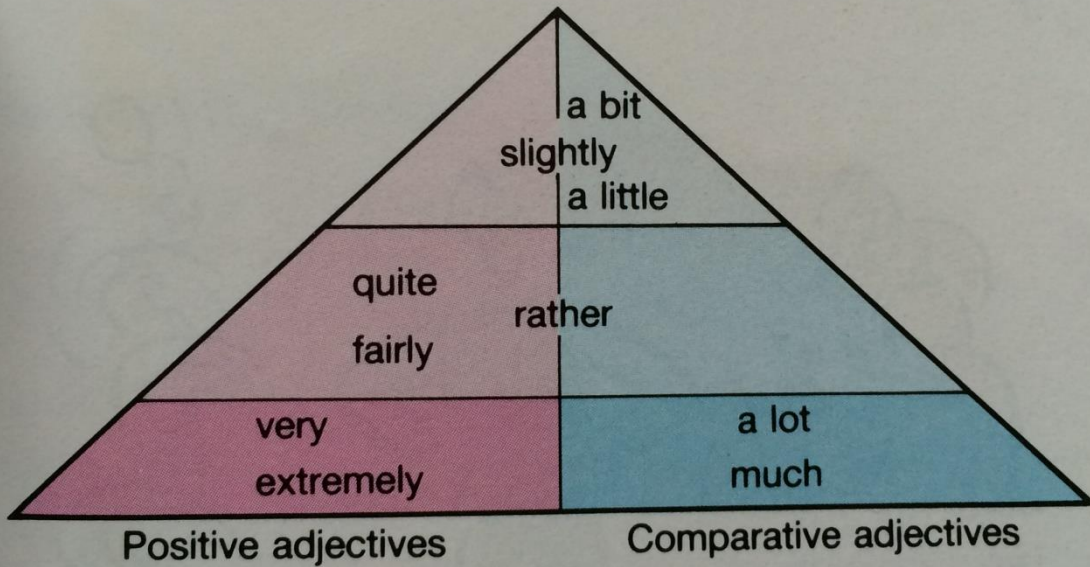 a bit
slightly
a little
quite
rather
fairly
very
a lot
extremely
much
Positive adjectives
Comparative adjectives